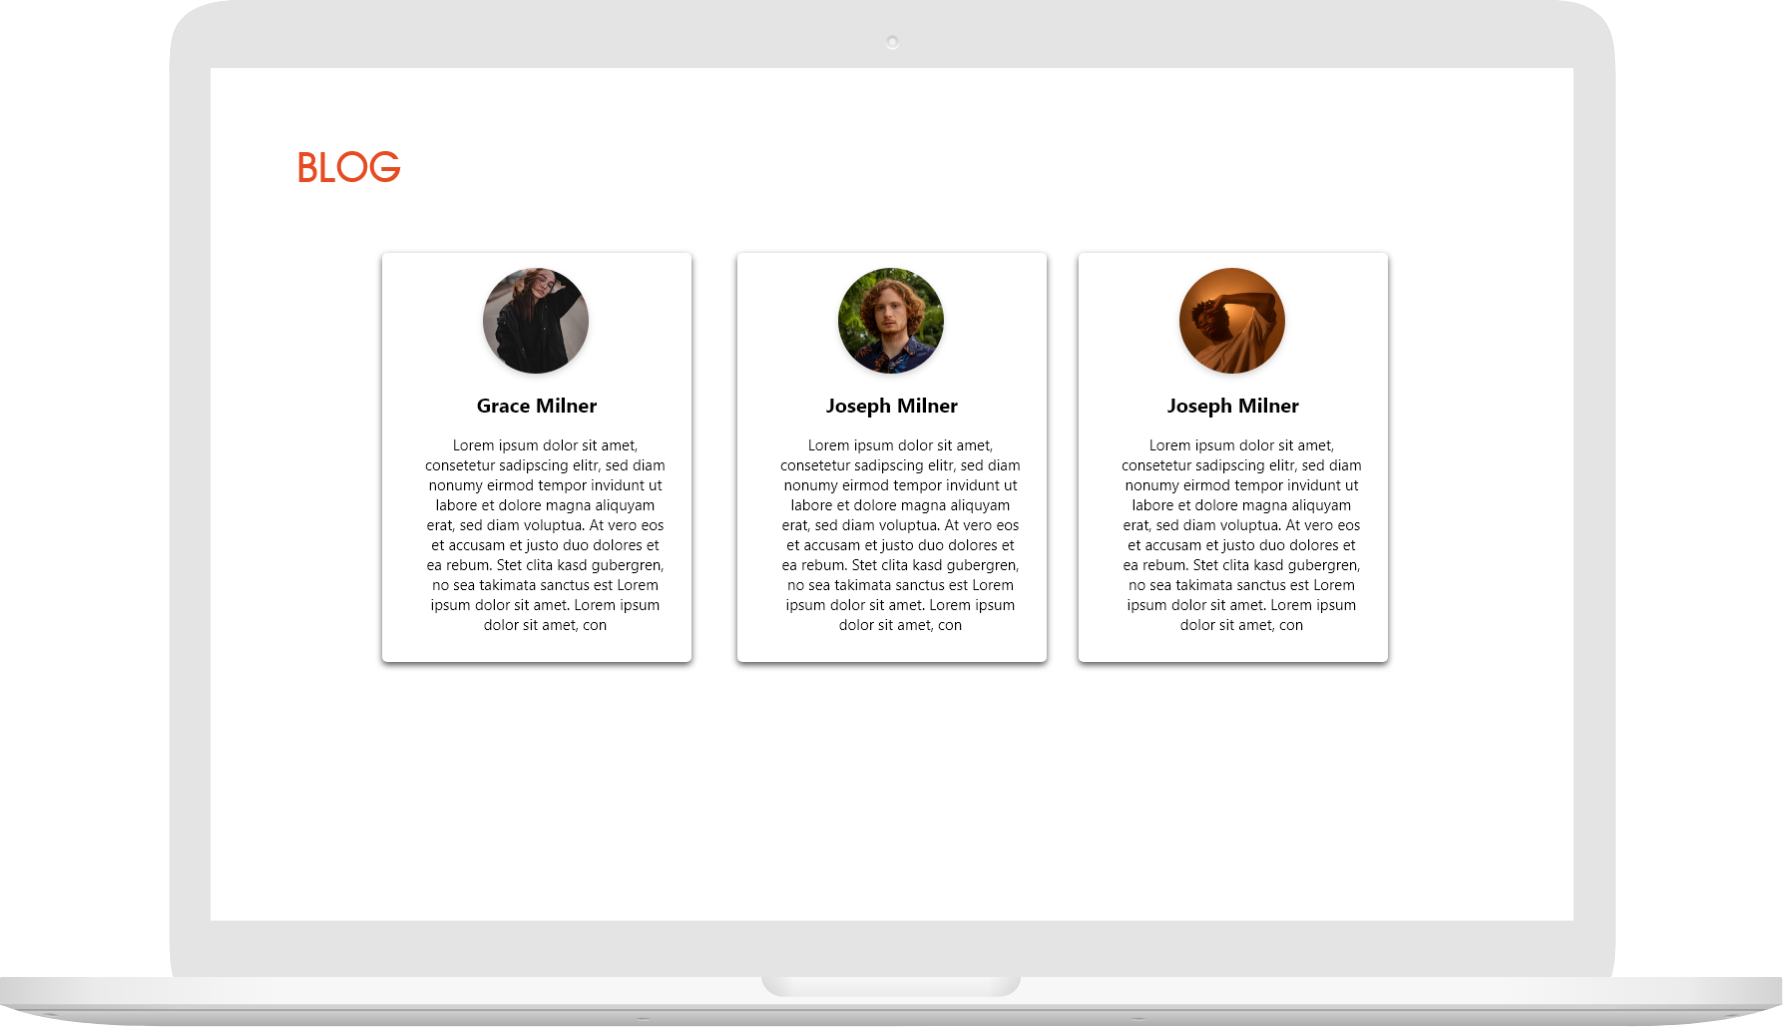 BLOG
Grace Milner
Lorem ipsum dolor sit amet,
consetetur sadipscing elitr, sed diam
nonumy eirmod tempor invidunt ut
labore et dolore magna aliquyam
erat, sed diam voluptua. At vero eos
et accusam et justo duo dolores et
ea rebum. Stet clita kasd gubergren,
no sea takimata sanctus est Lorem
ipsum dolor sit amet. Lorem ipsum
dolor sit amet, con
Joseph Milner
Lorem ipsum dolor sit amet,
consetetur sadipscing elitr, sed diam
nonumy eirmod tempor invidunt ut
labore et dolore magna aliquyam
erat, sed diam voluptua. At vero eos
et accusam et justo duo dolores et
ea rebum. Stet clita kasd gubergren,
no sea takimata sanctus est Lorem
ipsum dolor sit amet. Lorem ipsum
dolor sit amet, con
Joseph Milner
Lorem ipsum dolor sit amet,
consetetur sadipscing elitr, sed diam
nonumy eirmod tempor invidunt ut
labore et dolore magna aliquyam
erat, sed diam voluptua. At vero eos
et accusam et justo duo dolores et
ea rebum. Stet clita kasd gubergren,
no sea takimata sanctus est Lorem
ipsum dolor sit amet. Lorem ipsum
dolor sit amet, con